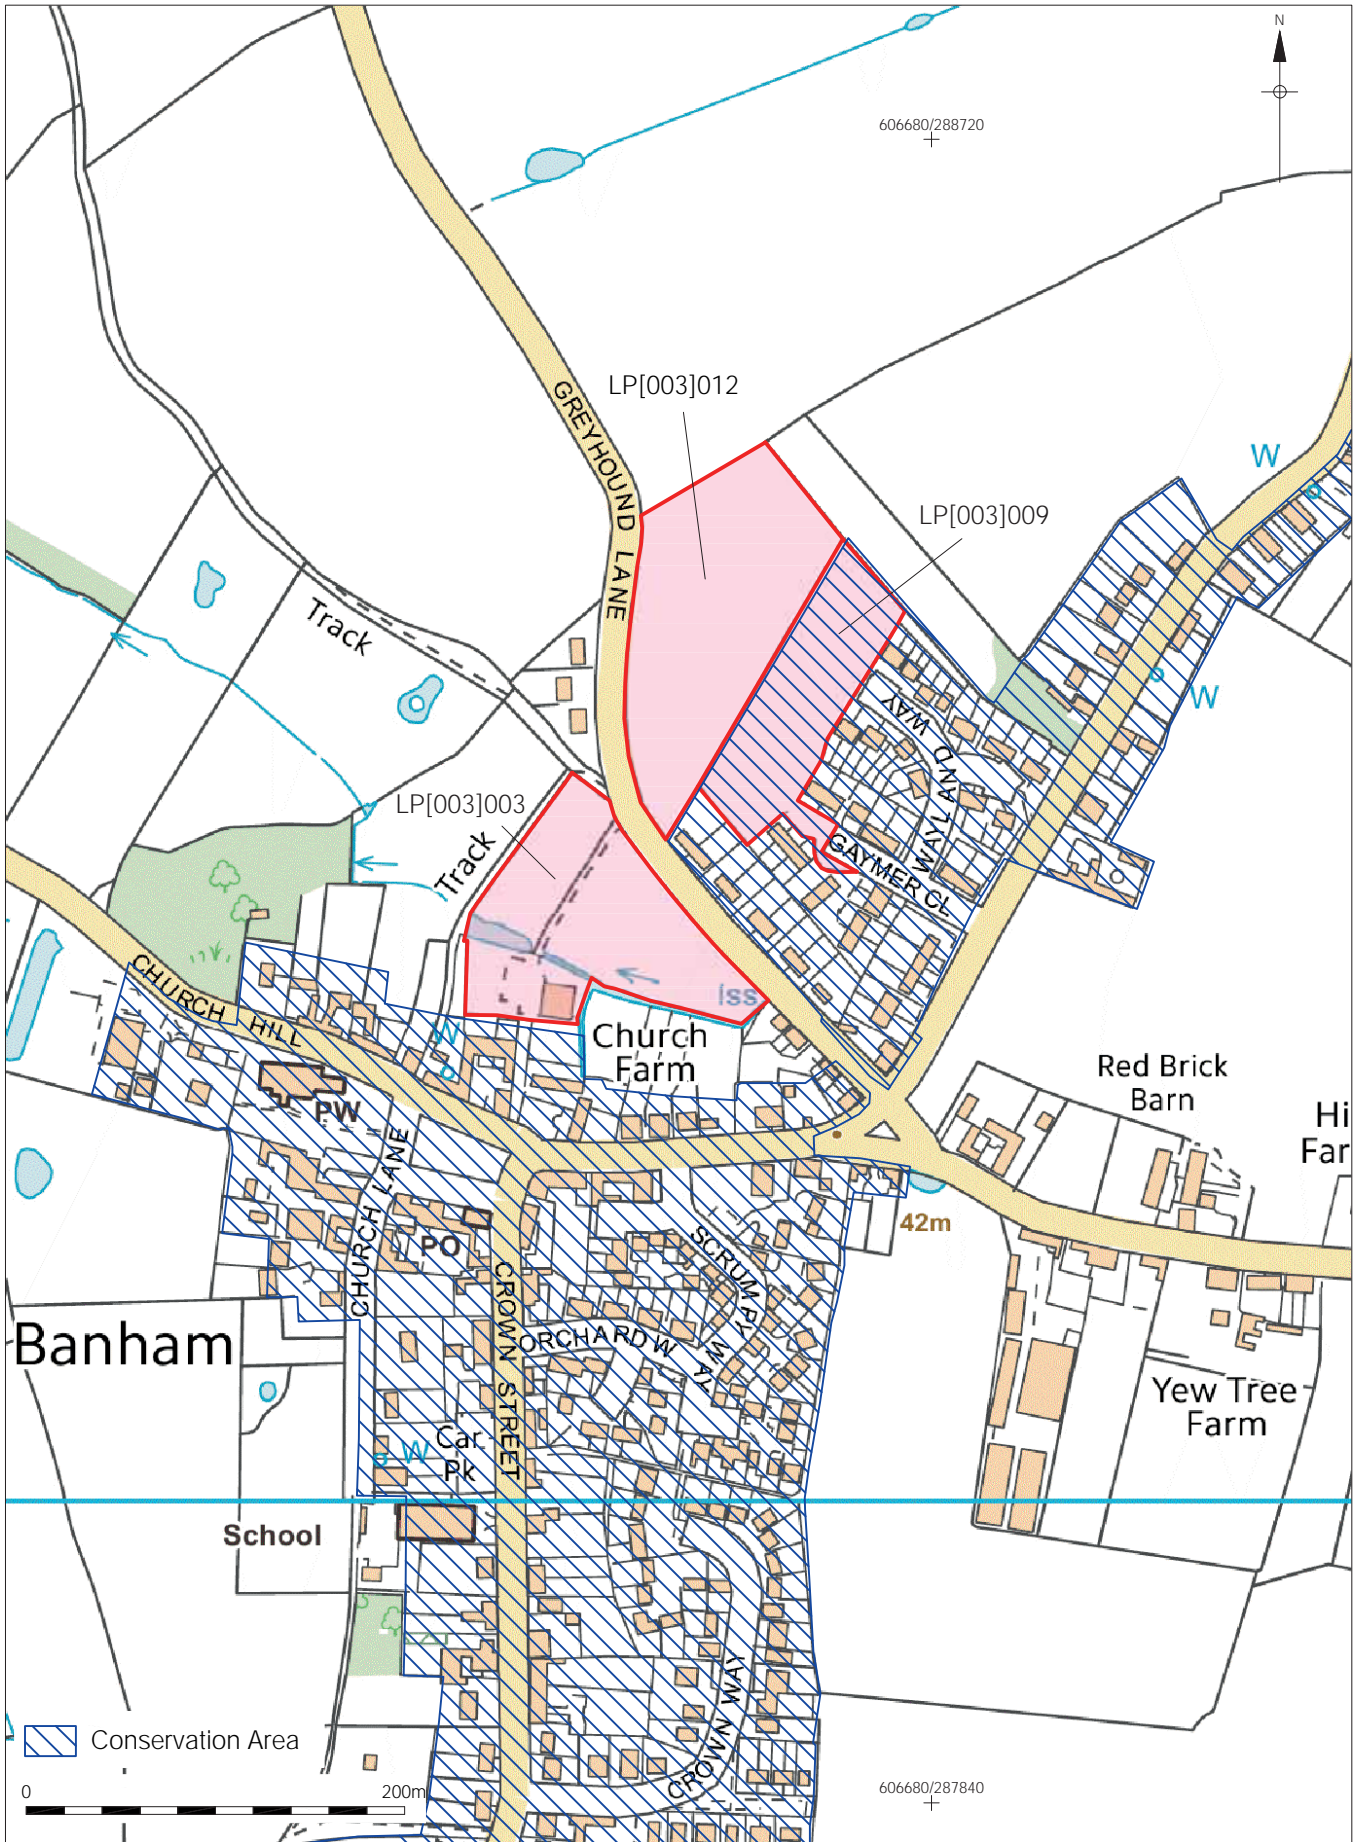 N
606680/288720
LP[003]012
GREYHOUND LANE
W
LP[003]009
Track
W
WAYLAND WAY
LP[003]003
Track
GAYMER CL
CHURCH HILL
Iss
W
Church
Farm
Red Brick
Barn
PW
Hi
Far
CHURCH LANE
42m
PO
SCRUMPY WAY
CROWN STREET
ORCHARD W
Banham
Yew Tree
Farm
Car
Pk
W
School
CROWN WAY
Conservation Area
0
200m
606680/287840